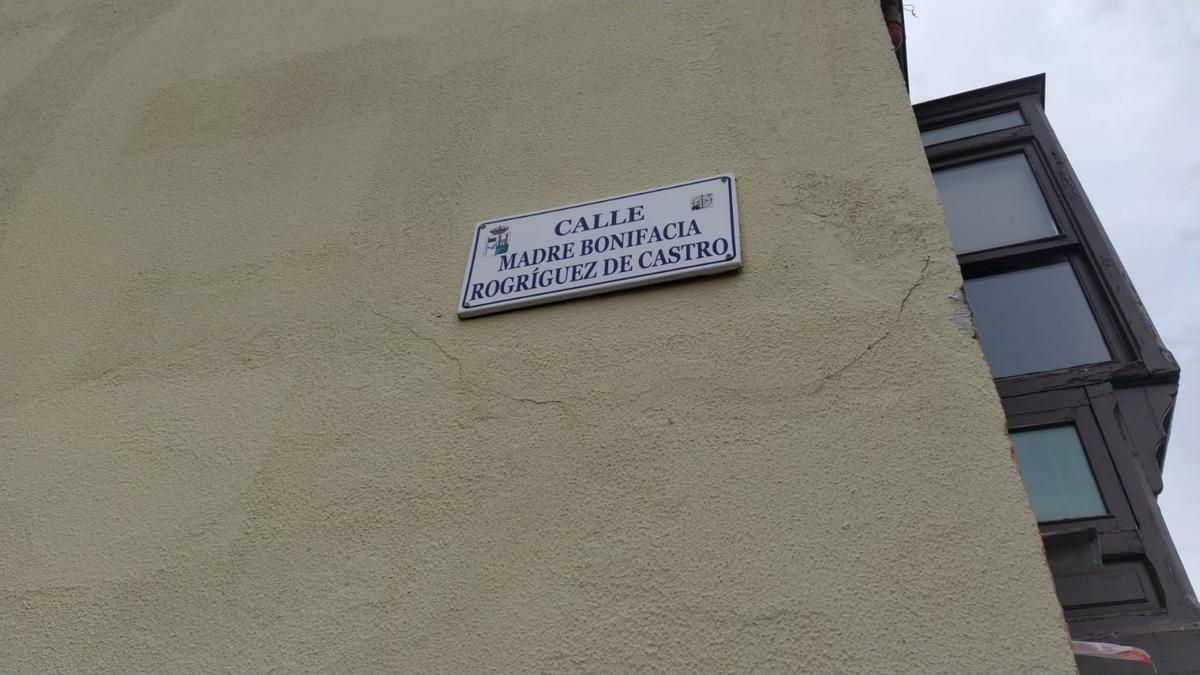 CALLE
MADRE BONIFACIA
ROGRÍGUEZ DE CASTRO